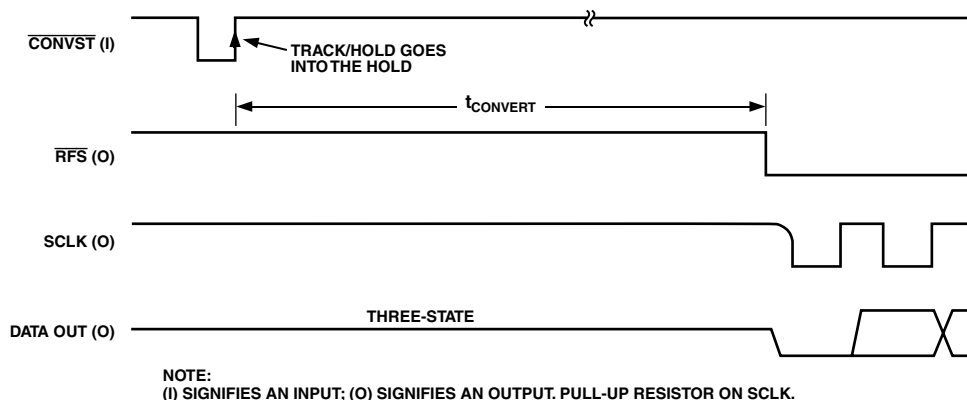 CONVST (I)
TRACK/HOLD GOES
INTO THE HOLD
tCONVERT
RFS (O)
SCLK (O)
THREE-STATE
DATA OUT (O)
NOTE:
(I) SIGNIFIES AN INPUT; (O) SIGNIFIES AN OUTPUT. PULL-UP RESISTOR ON SCLK.